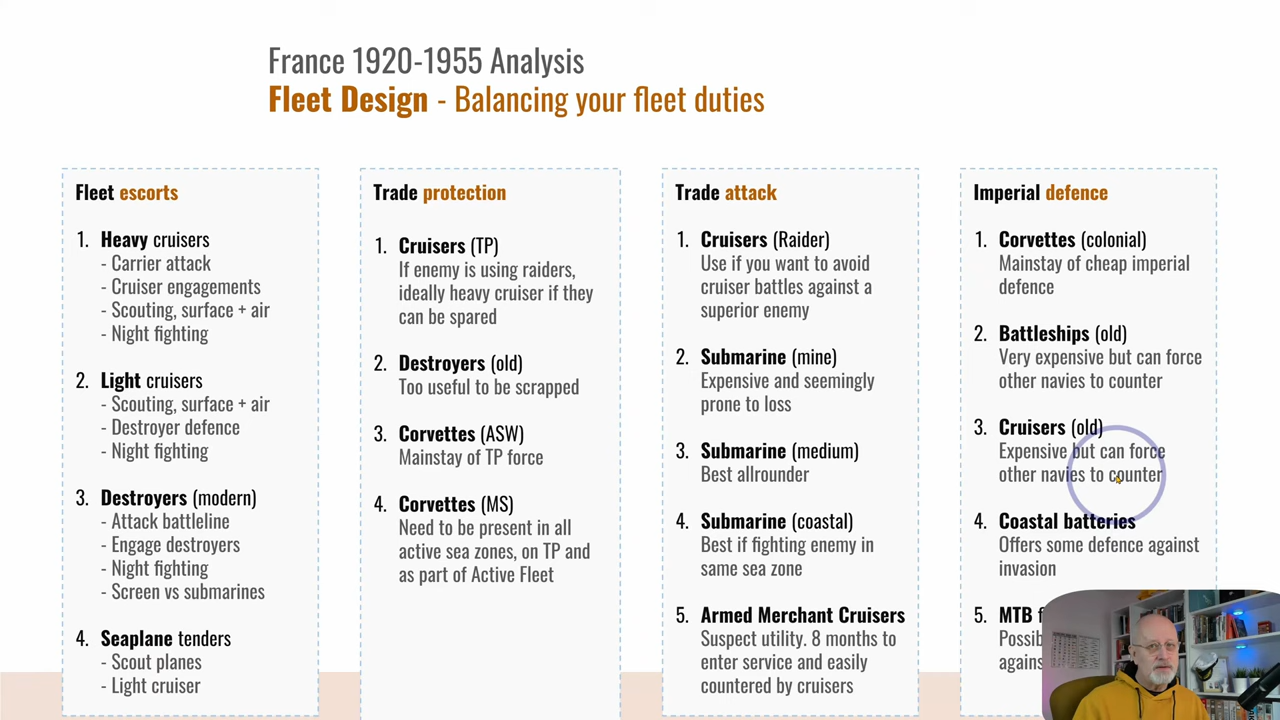 France 1920-1955 Analysis
Fleet Design - Balancing your fleet duties
Fleet escorts
1. Heavy cruisers
- Carrier attack
- Cruiser engagements
- Scouting, surface + air
- Night fighting
2. Light cruisers
- Scouting, surface + air
- Destroyer defence
- Night fighting
3. Destroyers (modern)
- Attack battleline
- Engage destroyers
- Night fighting
- Screen vs submarines
4. Seaplane tenders
- Scout planes
- Light cruiser
Trade protection
1. Cruisers (TP)
If enemy is using raiders,
ideally heavy cruiser if they
can be spared
2. Destroyers (old)
Too useful to be scrapped
3. Corvettes (ASW)
Mainstay of TP force
4. Corvettes (MS)
Need to be present in all
active sea zones, on TP and
as part of Active Fleet
Trade attack
1. Cruisers (Raider)
Use if you want to avoid
cruiser battles against a
superior enemy
2. Submarine (mine)
Expensive and seemingly
prone to loss
3. Submarine (medium)
Best allrounder
4. Submarine (coastal)
Best if fighting enemy in
same sea zone
5. Armed Merchant Cruisers
Suspect utility. 8 months to
enter service and easily
countered by cruisers
Imperial defence
1. Corvettes (colonial)
Mainstay of cheap imperial
defence
2. Battleships (old)
Very expensive but can force
other navies to counter
3. Cruisers (old)
Expensive but can force
other navies to counter
4. Coastal batteries
Offers some defence against
invasion
5. MTB